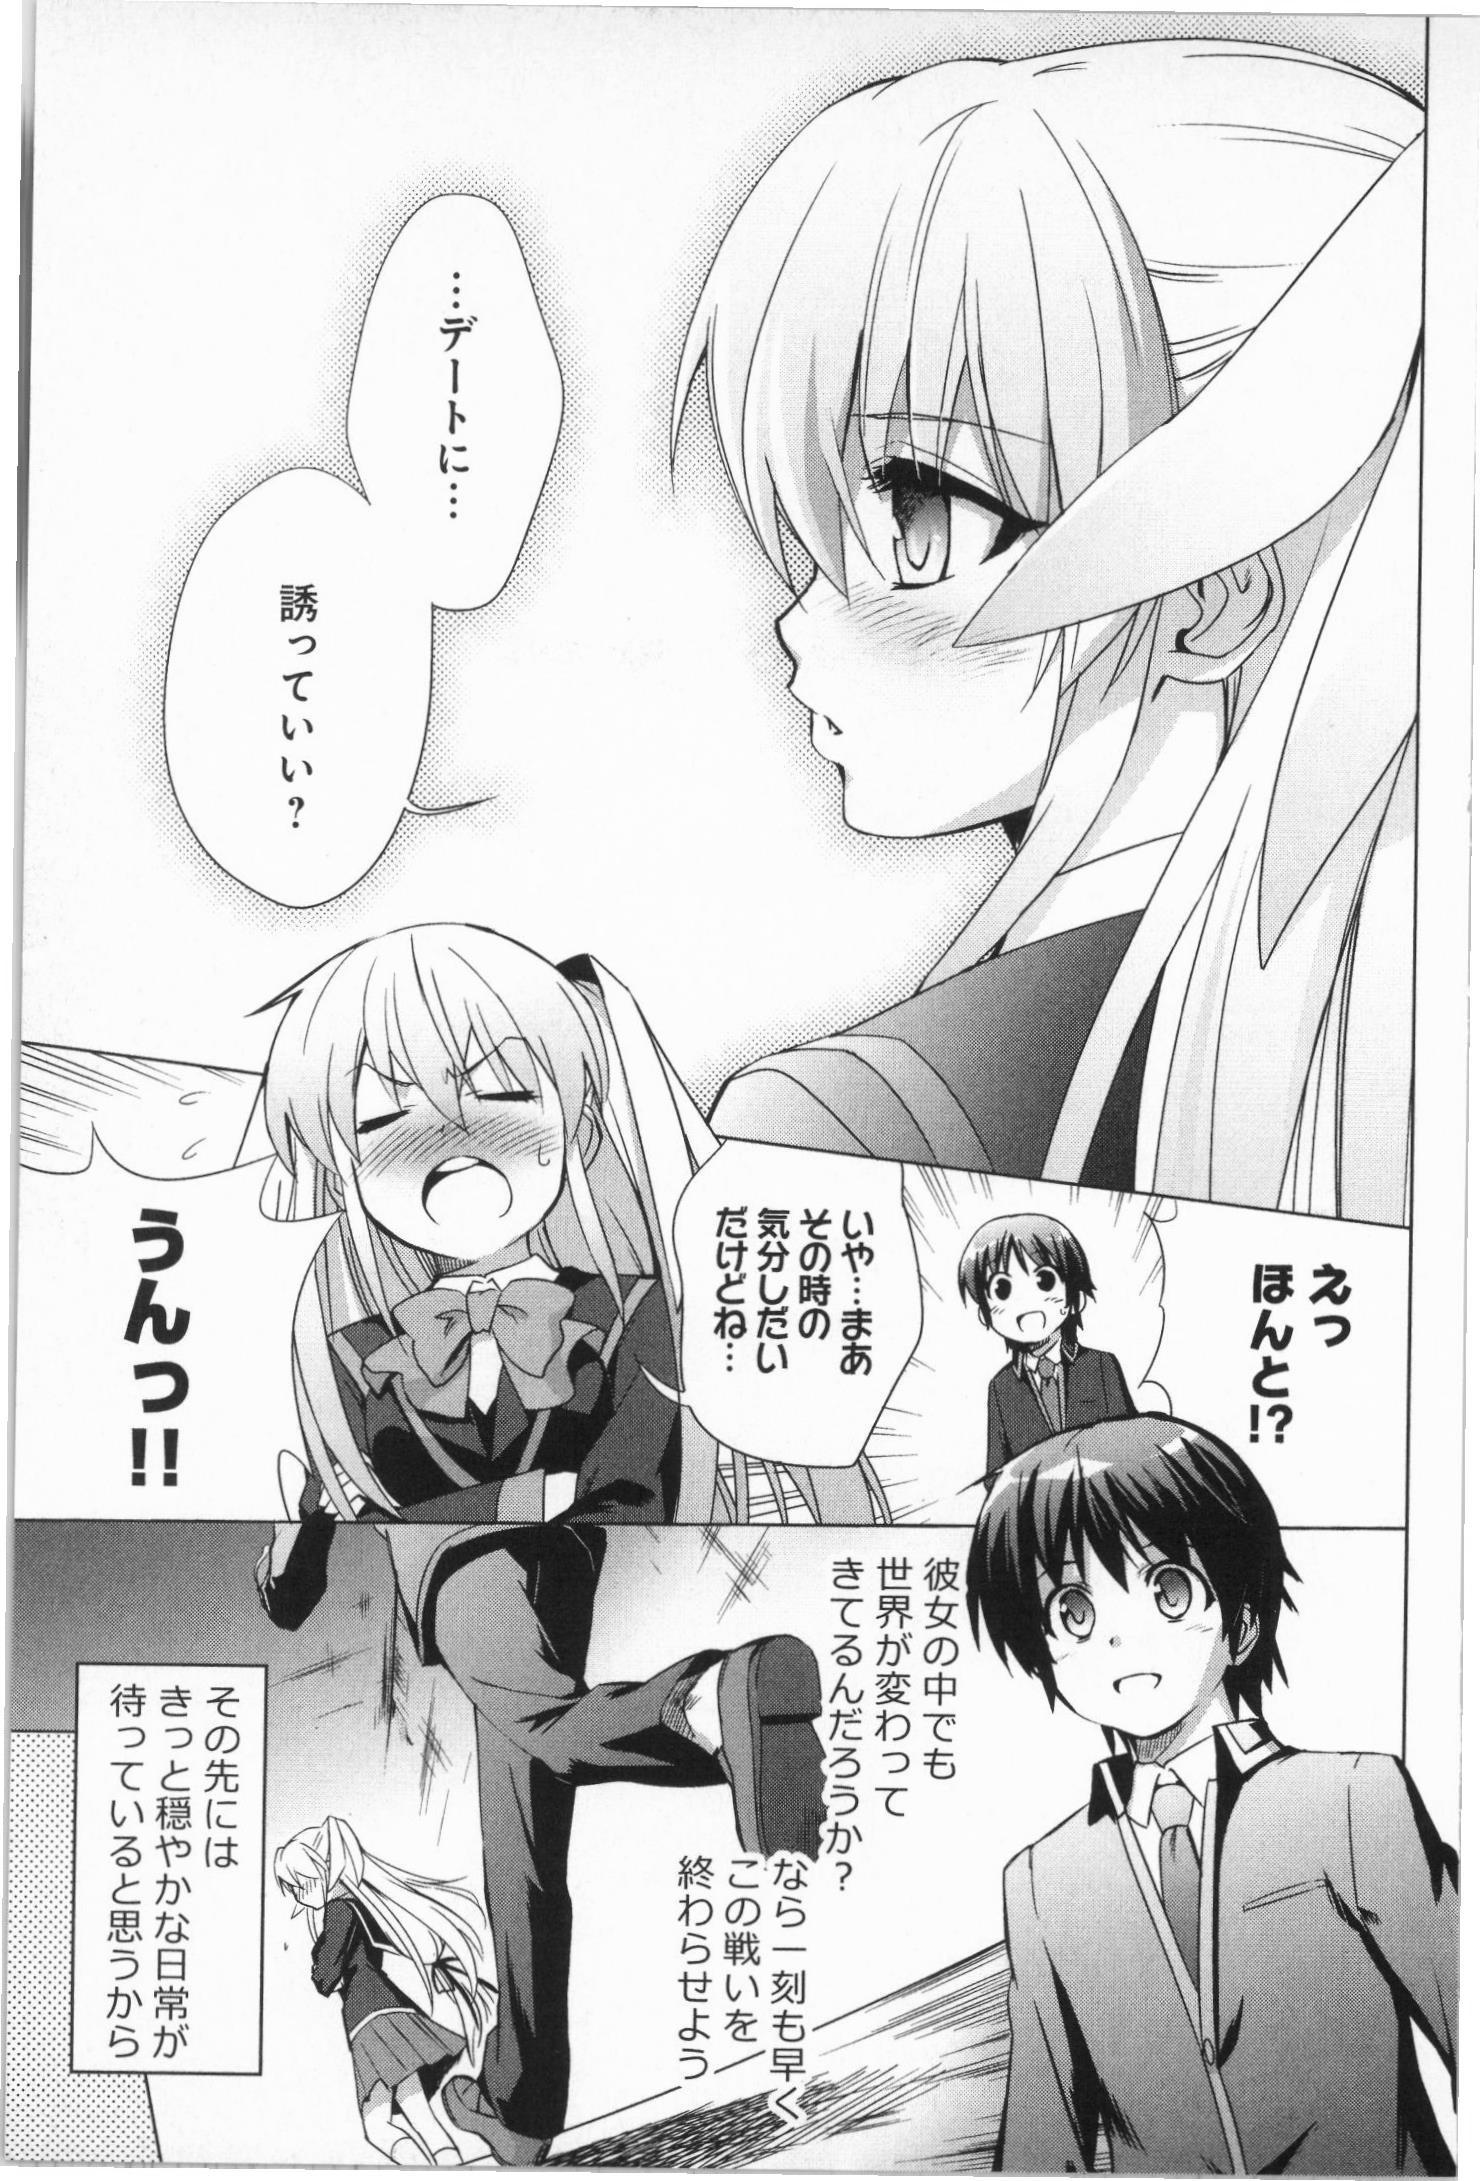 …デートに…
誘っていい？
えっ
ほんと!?
いや…まあ
その時の
気分しだい
だけどね…
うんっ!!
彼女の中でも
世界が変わって
きてるんだろうか？
なら一刻も早く
この戦いを
終わらせよう
その先には
きっと穏やかな日常が
待っていると思うから